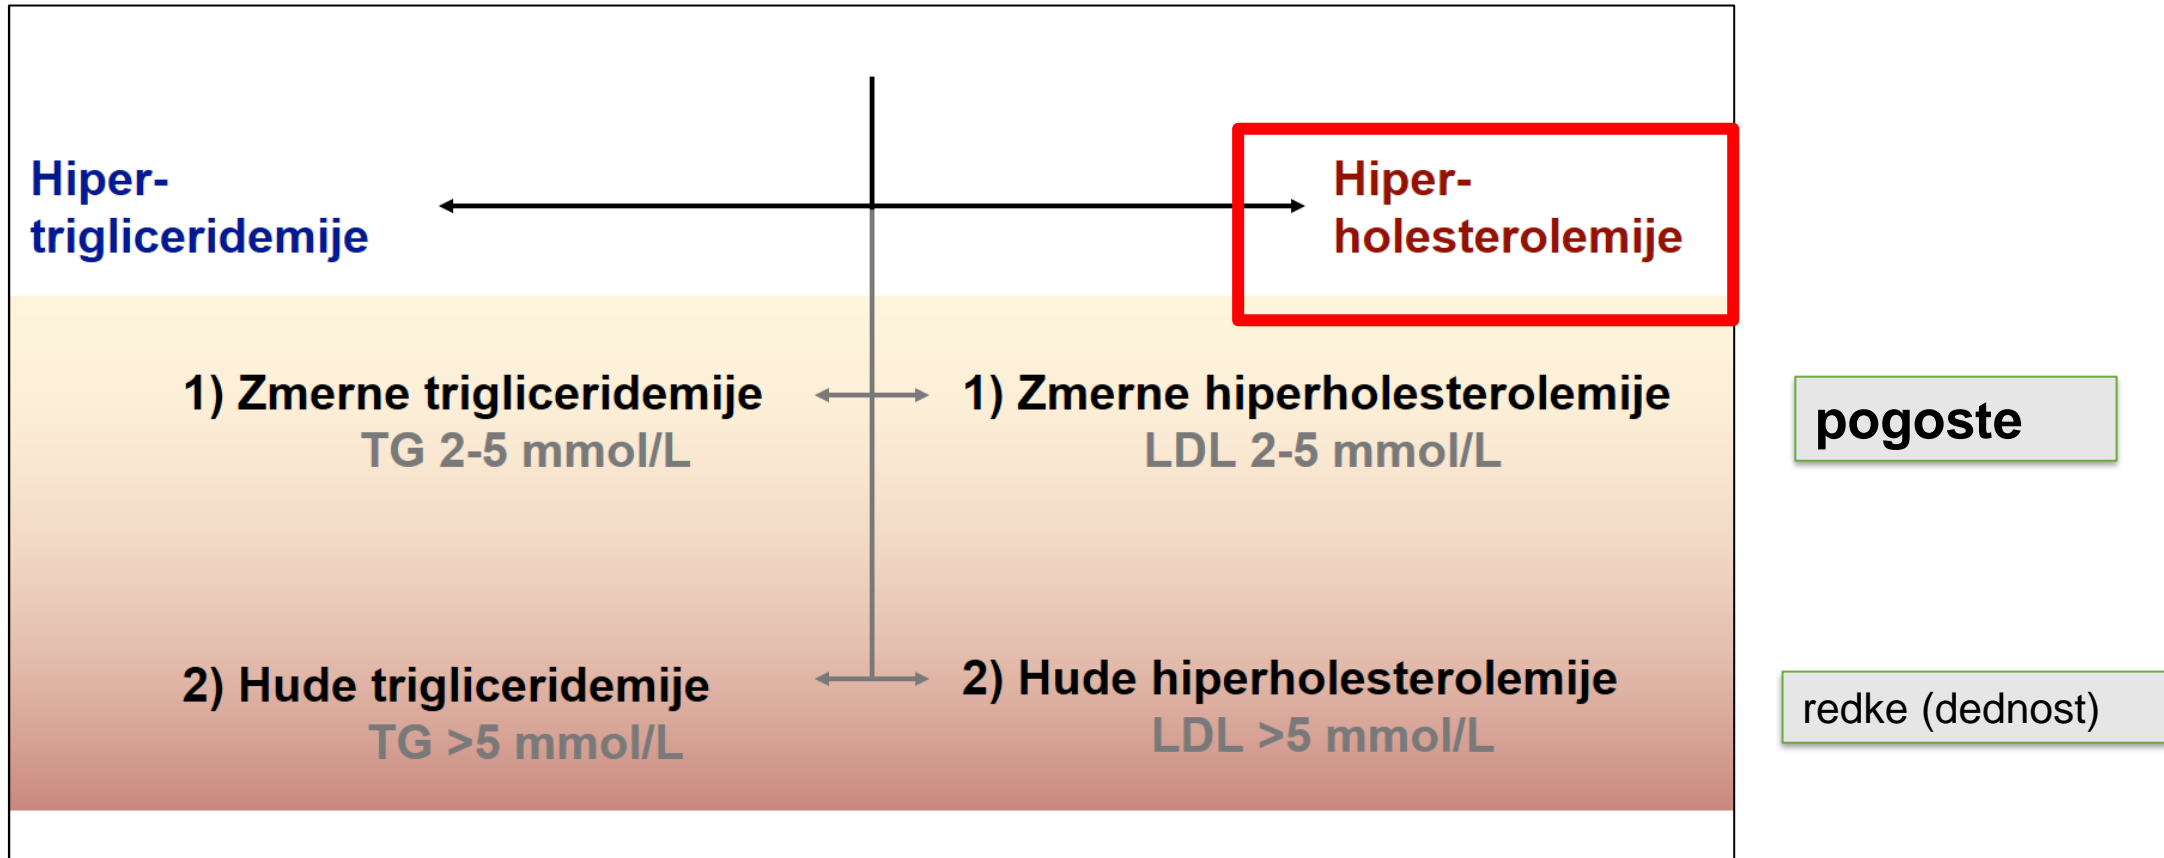 Hiper-
trigliceridemije
Hiper-
holesterolemije
1) Zmerne trigliceridemije
TG 2-5 mmol/L
1) Zmerne hiperholesterolemije
LDL 2-5 mmol/L
pogoste
2) Hude trigliceridemije
TG >5 mmol/L
2) Hude hiperholesterolemije
LDL >5 mmol/L
redke (dednost)